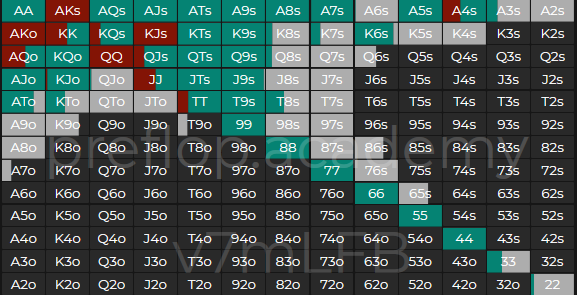 AA AKs AQs AJs ATs A9s A8s A7s A6s A5s A4s A3s A2s
AKo KK KQs KJs KTs K9s K8s K7s K6s K5s K4s K3s K2s
AQo KQo QQ QJs QTs Q9s Q8s Q7s Q6s Q5s Q4s Q3s Q2s
AJo KJo QJo JJ JTs J9s J8s J7s J6s J5s J4s J3s J2s
ATo KTo QTo JTo TT T9s T8s T7s T6s T5s T4s T3s T2s
A9o K9o Q9o J9o T9o 99 98s 97s 96s 95s 94s 93s 92s
A8o K8o Q8o J8o T8o 98o 88 87s 86s 85s 84s 83s 82s
preflop.academy
A7o K7o Q7o J7o T7o 97o 87o 77 76s 75s 74s 73s 72s
A6o K6o Q6o J6o T6o 96o 86o 76o 66 65s 64s 63s 62s
A5o K5o Q5o J5o T5o 95o 85o 75o 65o 55 54s 53s 52s
A4o K4o Q4o J4o T4o 94o 84o 74o 64o 54o 44 43s 42s
v7mLFB
A3o K3o Q3o J3o T3o 93o 83o 73o 63o 53o 43o 33 32s
A2o K2o Q2o J2o T2o 92o 82o 72o 62o 52o 42o 32o 22